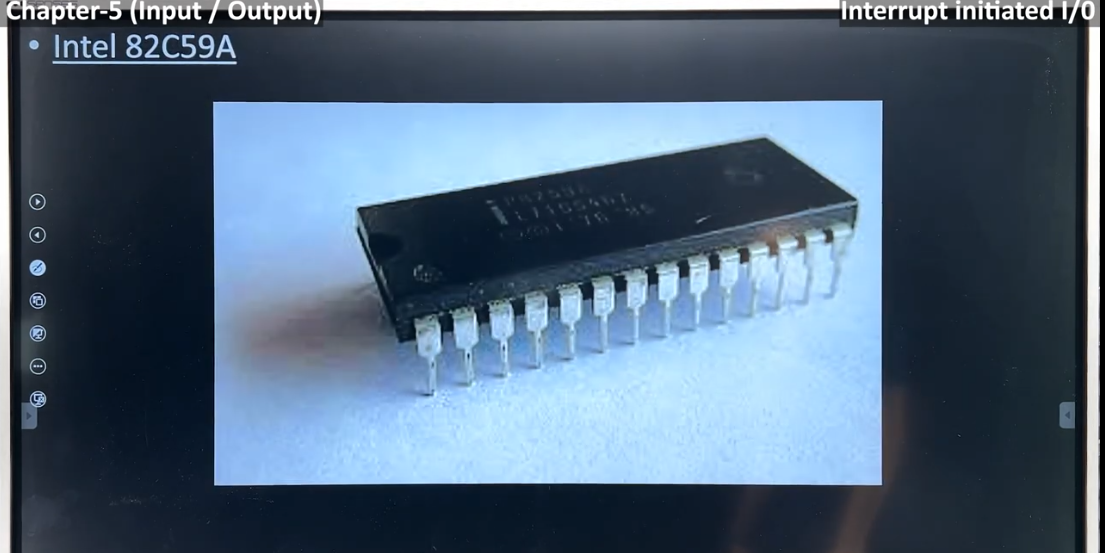 Chapter-5 (Input / Output)
Interrupt initiated I/0
• Intel 82C59A